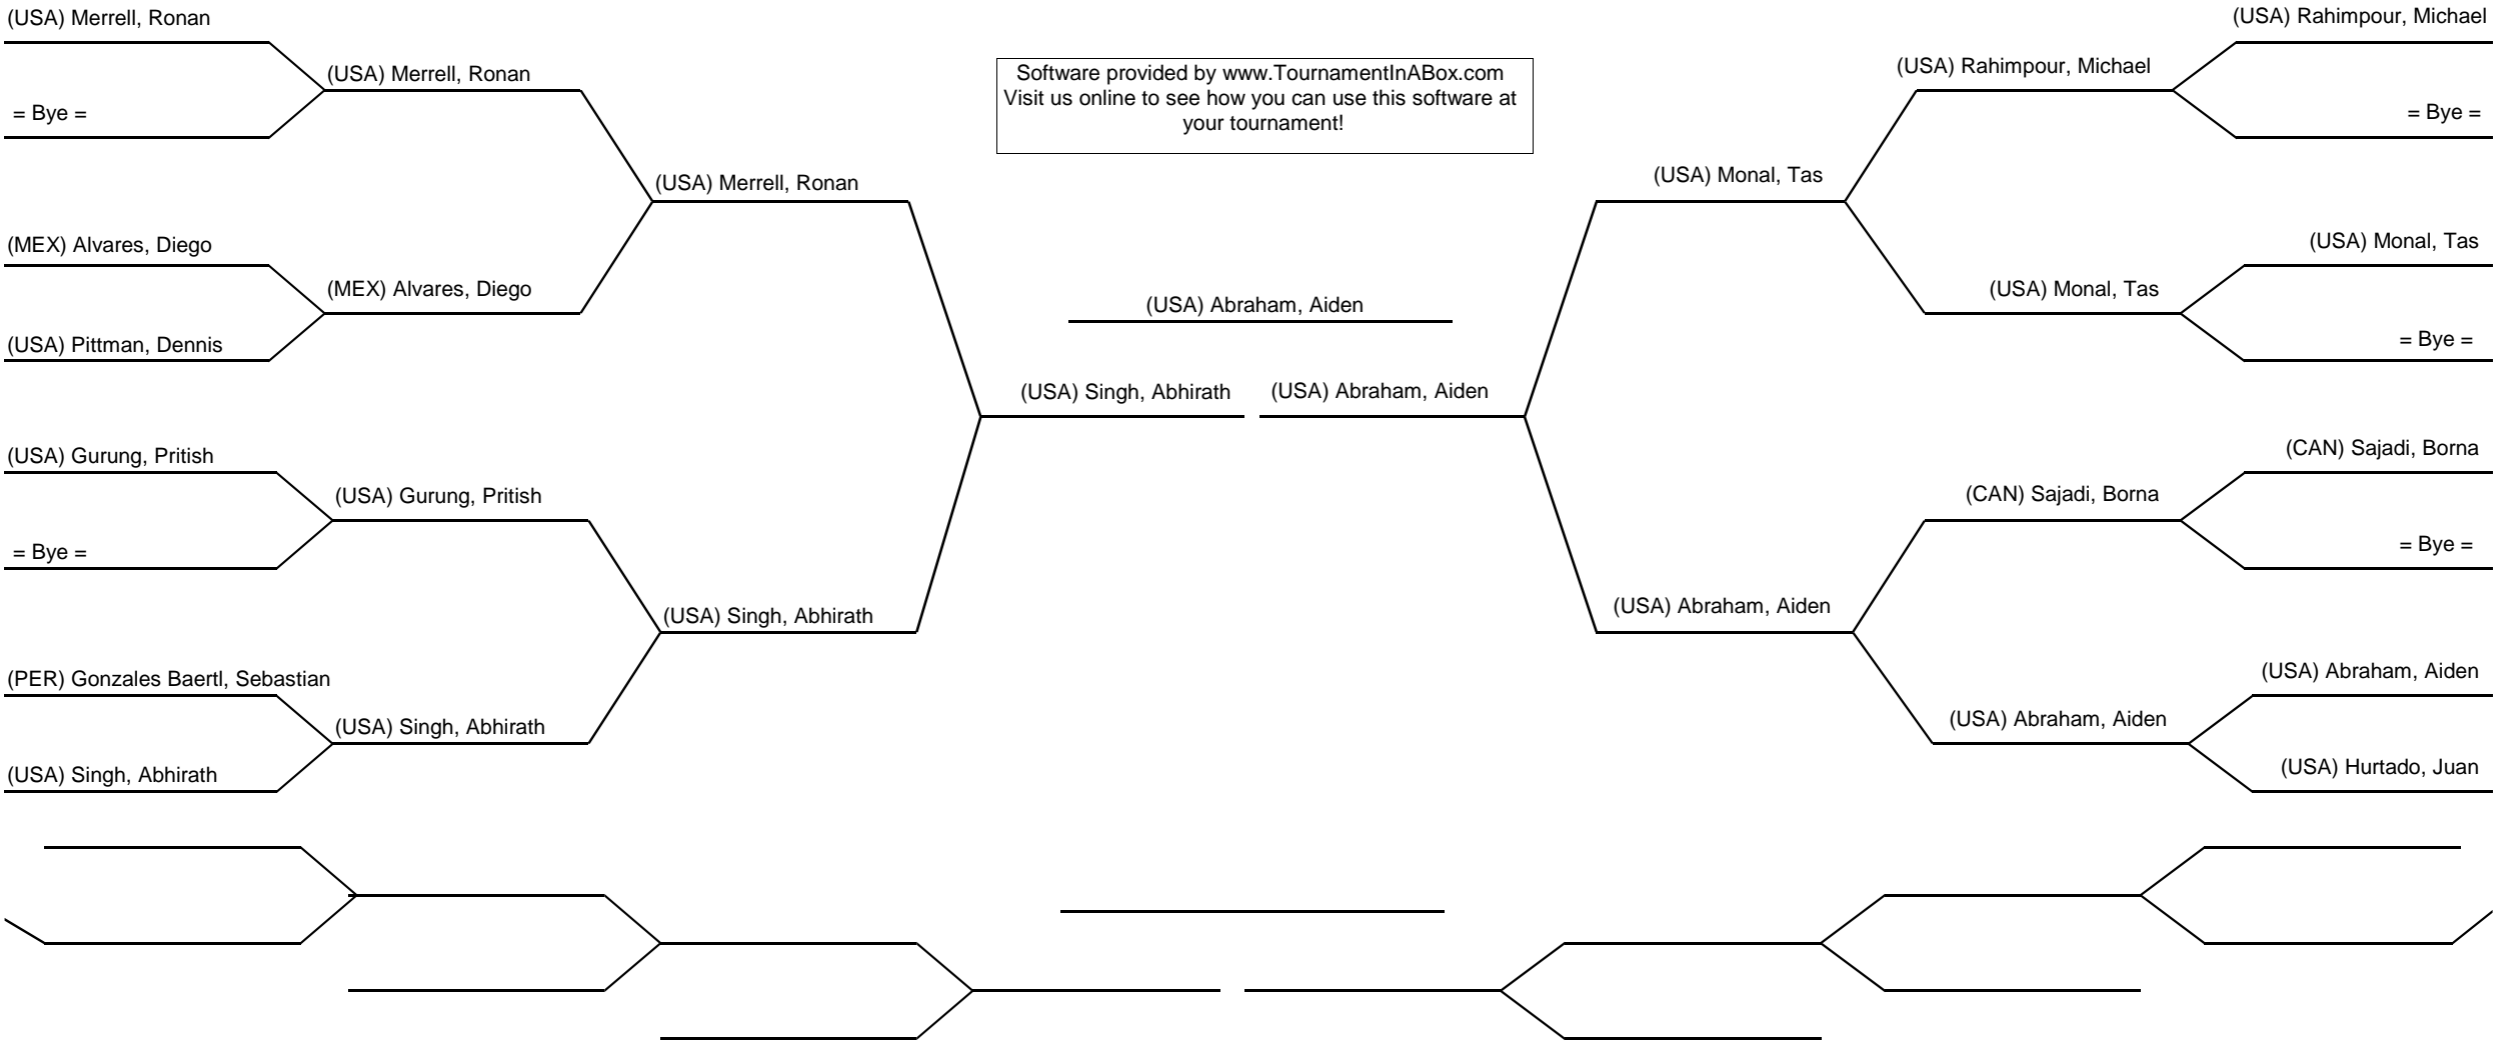 (USA) Merrell, Ronan
= Bye =
(MEX) Alvares, Diego
(USA) Pittman, Dennis
(USA) Gurung, Pritish
= Bye =
(PER) Gonzales Baertl, Sebastian
(USA) Singh, Abhirath
(USA) Merrell, Ronan
(MEX) Alvares, Diego
(USA) Gurung, Pritish
(USA) Singh, Abhirath
(USA) Merrell, Ronan
(USA) Singh, Abhirath
Software provided by www.TournamentInABox.com
Visit us online to see how you can use this software at
your tournament!
(USA) Abraham, Aiden
(USA) Singh, Abhirath
(USA) Abraham, Aiden
(USA) Monal, Tas
(USA) Abraham, Aiden
(USA) Rahimpour, Michael
(USA) Monal, Tas
(CAN) Sajadi, Borna
(USA) Abraham, Aiden
(USA) Rahimpour, Michael
= Bye =
(USA) Monal, Tas
= Bye =
(CAN) Sajadi, Borna
= Bye =
(USA) Abraham, Aiden
(USA) Hurtado, Juan